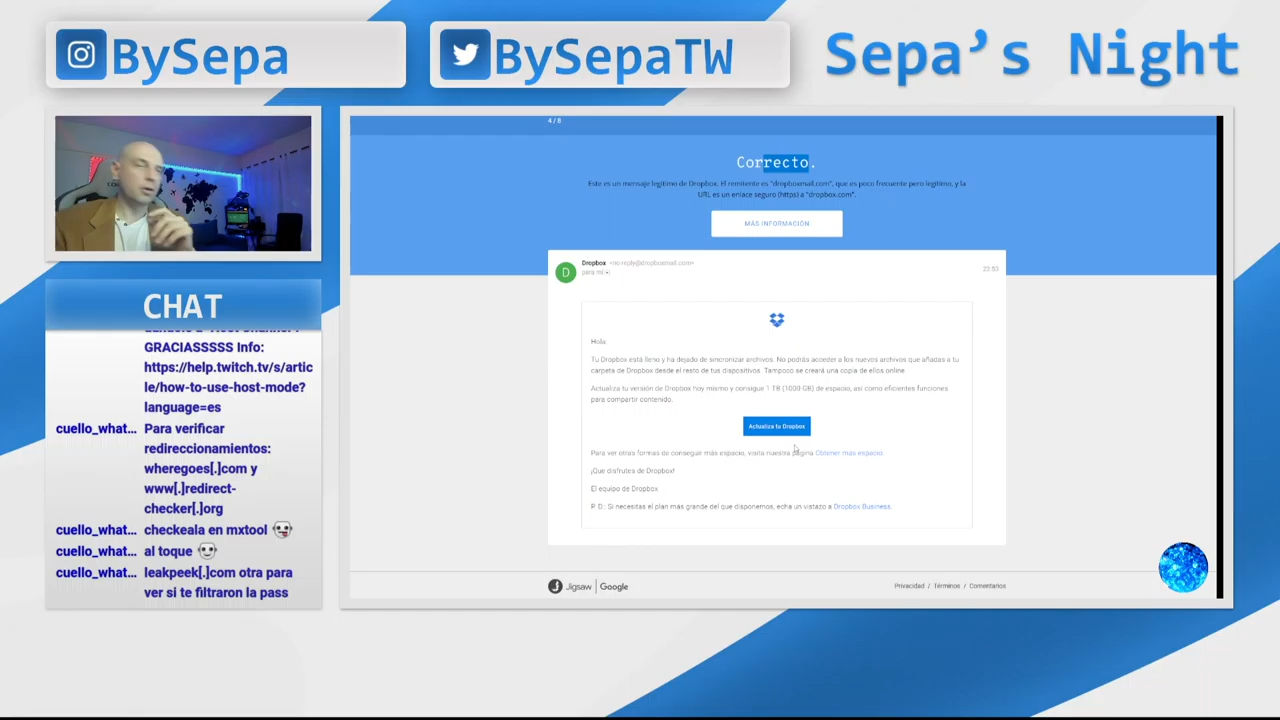 BySepa
BySepaTW
Sepa's Night
4 / 8
Correcto.
Este es un mensaje legítimo de Dropbox. El remitente es "dropboxmail.com", que es poco frecuente pero legítimo, y la
URL es un enlace seguro (https) a "dropbox.com".
MÁS INFORMACIÓN
D
Dropbox <no-reply@dropboxmail.com>
para mí
23:53
Hola:
Tu Dropbox está lleno y ha dejado de sincronizar archivos. No podrás acceder a los nuevos archivos que añadas a tu
carpeta de Dropbox desde el resto de tus dispositivos. Tampoco se creará una copia de ellos online.
Actualiza tu versión de Dropbox hoy mismo y consigue 1 TB (1000 GB) de espacio, así como eficientes funciones
para compartir contenido.
Actualiza tu Dropbox
Para ver otras formas de conseguir más espacio, visita nuestra página Obtener más espacio.
¡Que disfrutes de Dropbox!
El equipo de Dropbox
P. D.: Si necesitas el plan más grande del que disponemos, echa un vistazo a Dropbox Business.
Jigsaw | Google
Privacidad / Términos / Comentarios
CHAT
GRACIASSSSS Info:
https://help.twitch.tv/s/artic
le/how-to-use-host-mode?
language=es
cuello_what... Para verificar
redireccionamientos:
wheregoes[.]com y
www[.]redirect-
checker[.]org
cuello_what... checkeala en mxtool
cuello_what... al toque
cuello_what... leakpeek[.]com otra para
ver si te filtraron la pass